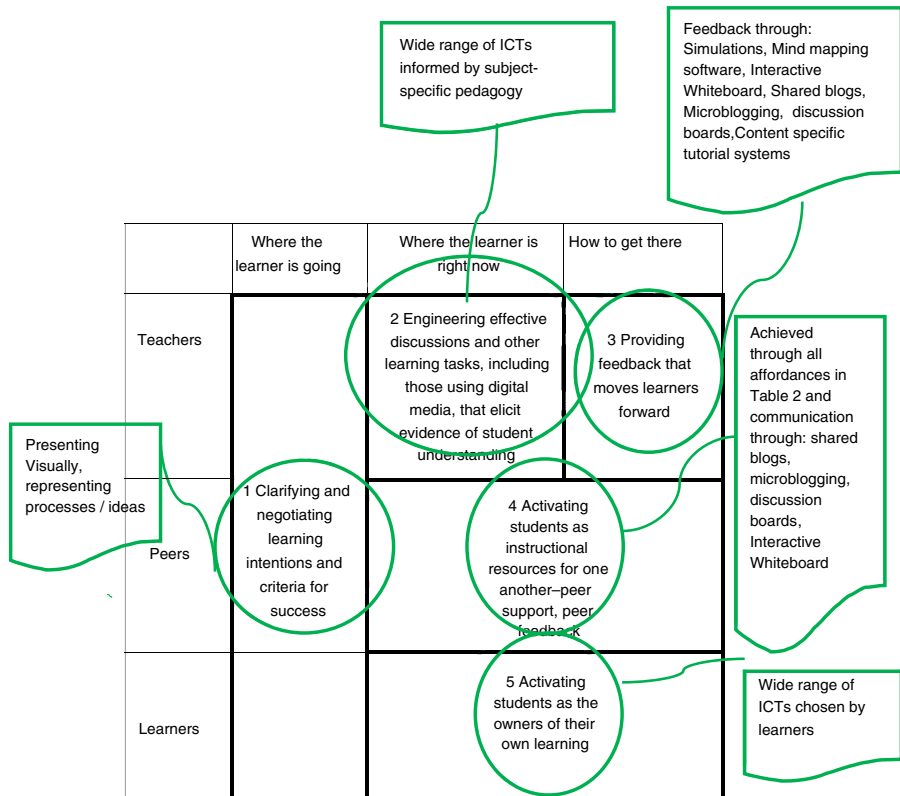 Wide range of ICTs
informed by subject-
specific pedagogy
Feedback through:
Simulations, Mind mapping
software, Interactive
Whiteboard, Shared blogs,
Microblogging, discussion
boards,Content specific
tutorial systems
Where the
learner is going
Where the learner is
right now
How to get there
Teachers
2 Engineering effective
discussions and other
learning tasks, including
those using digital
media, that elicit
evidence of student
understanding
3 Providing
feedback that
moves learners
forward
Achieved
through all
affordances in
Table 2 and
communication
through: shared
blogs,
microblogging,
discussion
boards,
Interactive
Whiteboard
Presenting
Visually,
representing
processes / ideas
Peers
1 Clarifying and
negotiating
learning
intentions and
criteria for
success
4 Activating
students as
instructional
resources for one
another–peer
support, peer
feedback
Learners
5 Activating
students as the
owners of their
own learning
Wide range of
ICTs chosen by
learners